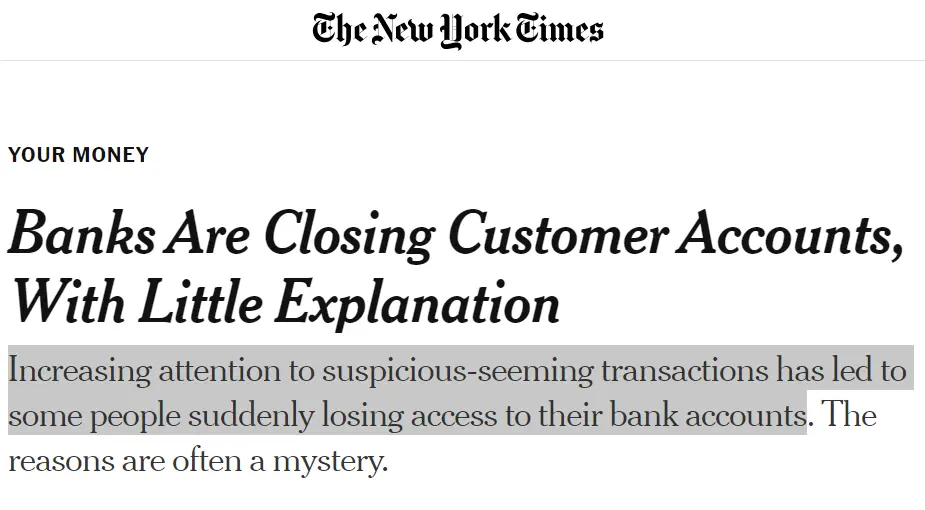 The New York Times
YOUR MONEY
Banks Are Closing Customer Accounts,
With Little Explanation
Increasing attention to suspicious-seeming transactions has led to
some people suddenly losing access to their bank accounts. The
reasons are often a mystery.